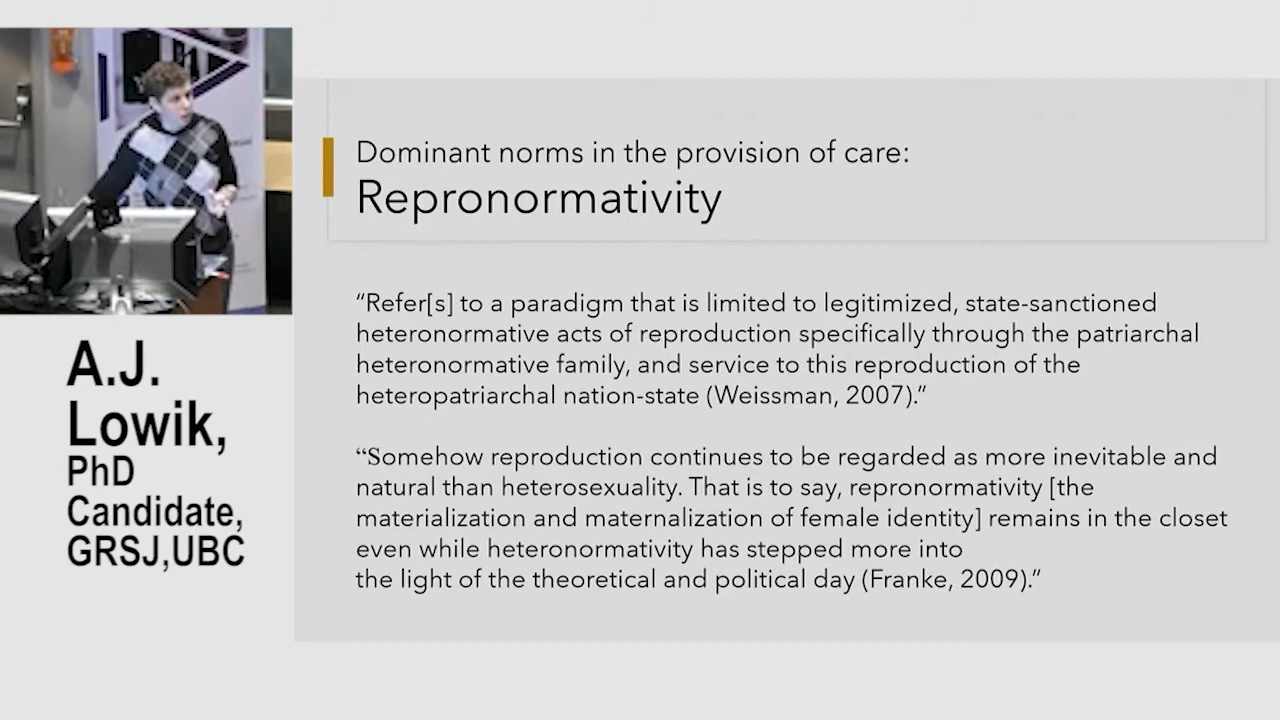 A.J.
Lowik,
PhD
Candidate,
GRSJ,UBC
Dominant norms in the provision of care:
Repronormativity
“Refer[s] to a paradigm that is limited to legitimized, state-sanctioned
heteronormative acts of reproduction specifically through the patriarchal
heteronormative family, and service to this reproduction of the
heteropatriarchal nation-state (Weissman, 2007).”
“Somehow reproduction continues to be regarded as more inevitable and
natural than heterosexuality. That is to say, repronormativity [the
materialization and maternalization of female identity] remains in the closet
even while heteronormativity has stepped more into
the light of the theoretical and political day (Franke, 2009).”